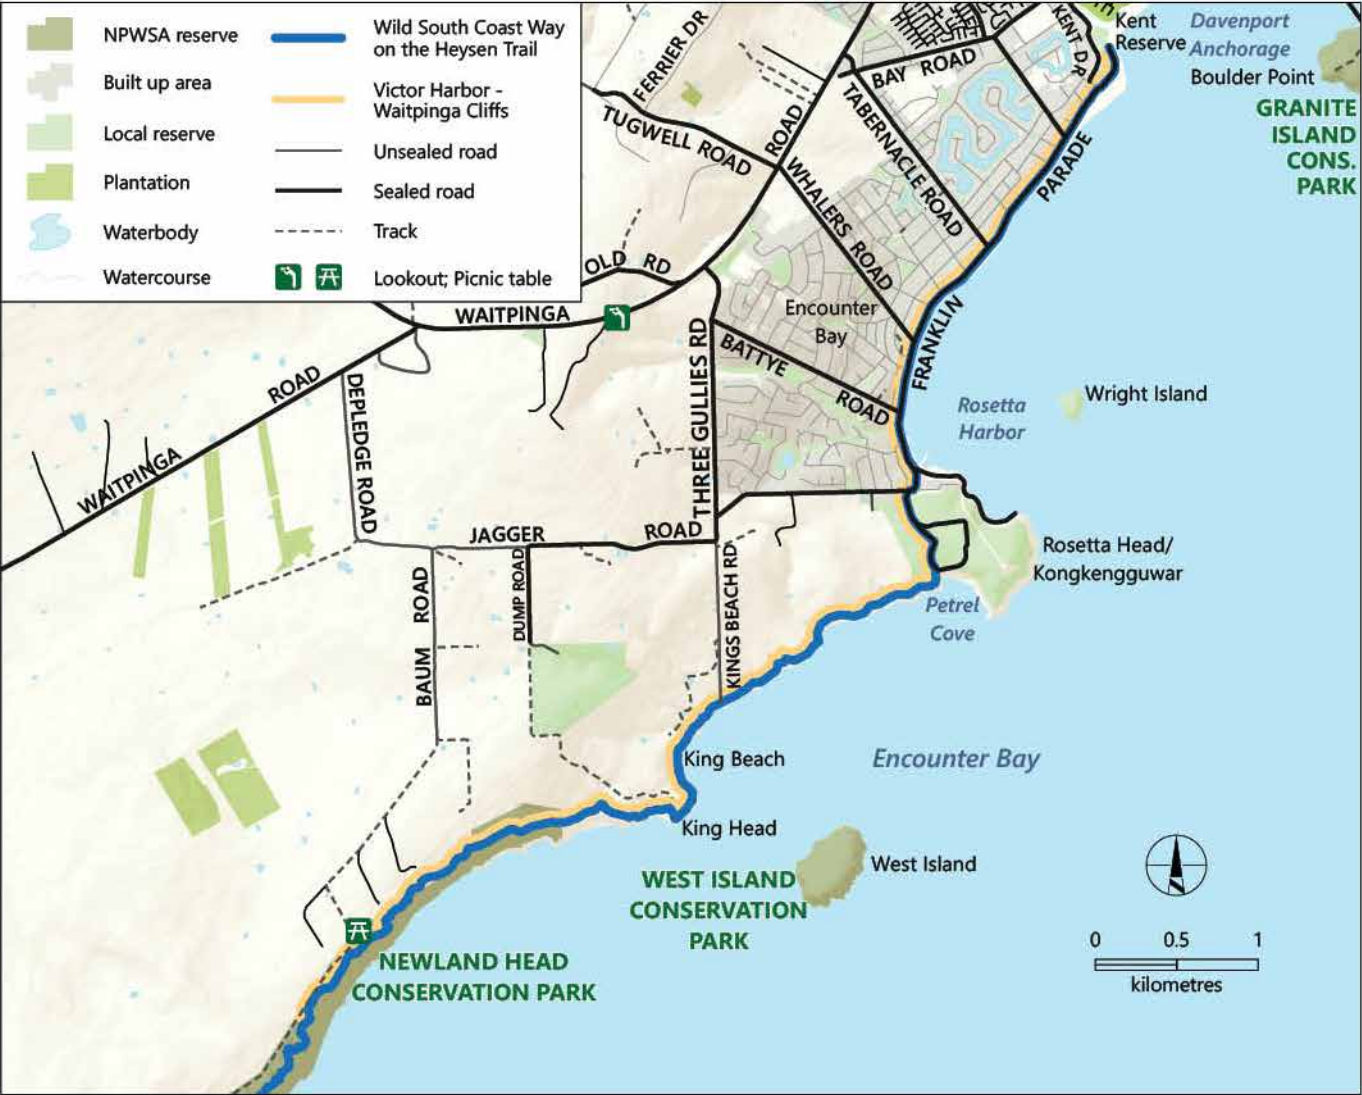 NPWSA reserve
Built up area
Local reserve
Plantation
Waterbody
Watercourse
Wild South Coast Way
on the Heysen Trail
Victor Harbor -
Waitpinga Cliffs
Unsealed road
Sealed road
Track
Lookout; Picnic table
FERRIER DR
TUGWELL ROAD
ROAD
BAY ROAD
KENT DR
Kent
Reserve
Davenport
Anchorage
Boulder Point
GRANITE
ISLAND
CONS.
PARK
TABERNACLE ROAD
PARADE
WHALERS ROAD
OLD RD
WAITPINGA
Encounter
Bay
FRANKLIN
THREE GULLIES RD
BATTYE
ROAD
ROAD
WAITPINGA
DEPLEDGE ROAD
Rosetta
Harbor
Wright Island
JAGGER
ROAD
Rosetta Head/
Kongkengguwar
BAUM ROAD
DUMP ROAD
KINGS BEACH RD
Petrel
Cove
King Beach
Encounter Bay
King Head
West Island
WEST ISLAND
CONSERVATION
PARK
NEWLAND HEAD
CONSERVATION PARK
0 0.5 1
kilometres